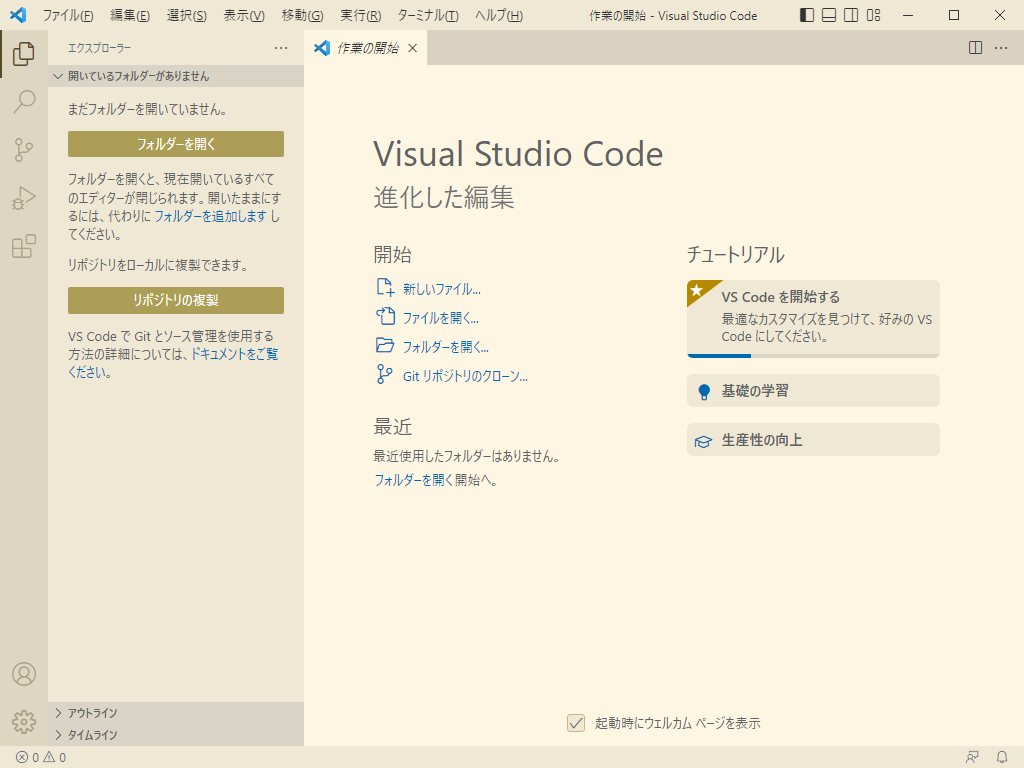 ファイル(F) 編集(E) 選択(S) 表示(V) 移動(G) 実行(R) ターミナル(T) ヘルプ(H) 作業の開始 - Visual Studio Code
エクスプローラー
作業の開始
開いているフォルダーがありません
まだフォルダーを開いていません。
フォルダーを開く
フォルダーを開くと、現在開いているすべて
のエディターが閉じられます。開いたままにす
るには、代わりに フォルダーを追加します し
てください。
リポジトリをローカルに複製できます。
リポジトリの複製
VS Code で Git とソース管理を使用する
方法の詳細については、ドキュメントをご覧
ください。
アウトライン
タイムライン
Visual Studio Code
進化した編集
開始
新しいファイル...
ファイルを開く...
フォルダーを開く...
Git リポジトリのクローン...
最近
最近使用したフォルダーはありません。
フォルダーを開く 開始へ。
チュートリアル
VS Code を開始する
最適なカスタマイズを見つけて、好みの VS
Code にしてください。
基礎の学習
生産性の向上
起動時にウェルカム ページを表示
0 0